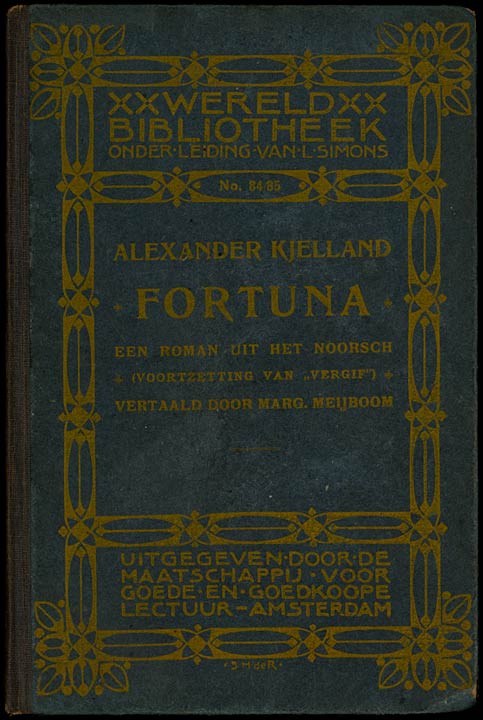 XXWERELDXX
BIBLIOTHEEK
ONDER·LEIDING·VAN·L·SIMONS
No. 84/85
ALEXANDER KJELLAND
FORTUNA
EEN ROMAN UIT HET NOORSCH
(VOORTZETTING VAN „VERGIF")
VERTAALD DOOR MARG. MEIJBOOM
UITGEGEVEN·DOOR·DE
MAATSCHAPPIJ·VOOR
GOEDE·EN·GOEDKOOPE
LECTUUR–AMSTERDAM
·S·H·deR·